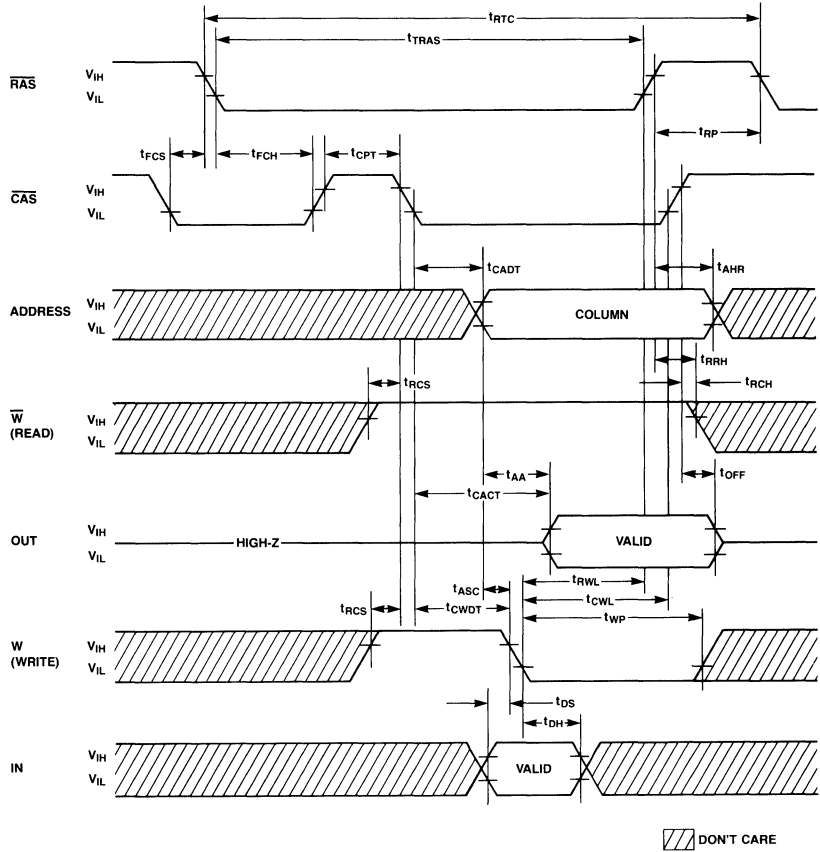 tRTC
tTRAS
RAS
VIH
VIL
tRP
tFCS
tFCH
tCPT
CAS
VIH
VIL
tCADT
tAHR
ADDRESS
VIH
VIL
COLUMN
tRRH
tRCS
tRCH
W
(READ)
VIH
VIL
tAA
tOFF
tCACT
OUT
VIH
VIL
HIGH-Z
VALID
tASC
tRWL
tRCS
tCWDT
tCWL
tWP
W
(WRITE)
VIH
VIL
tDS
tDH
IN
VIH
VIL
VALID
DON'T CARE